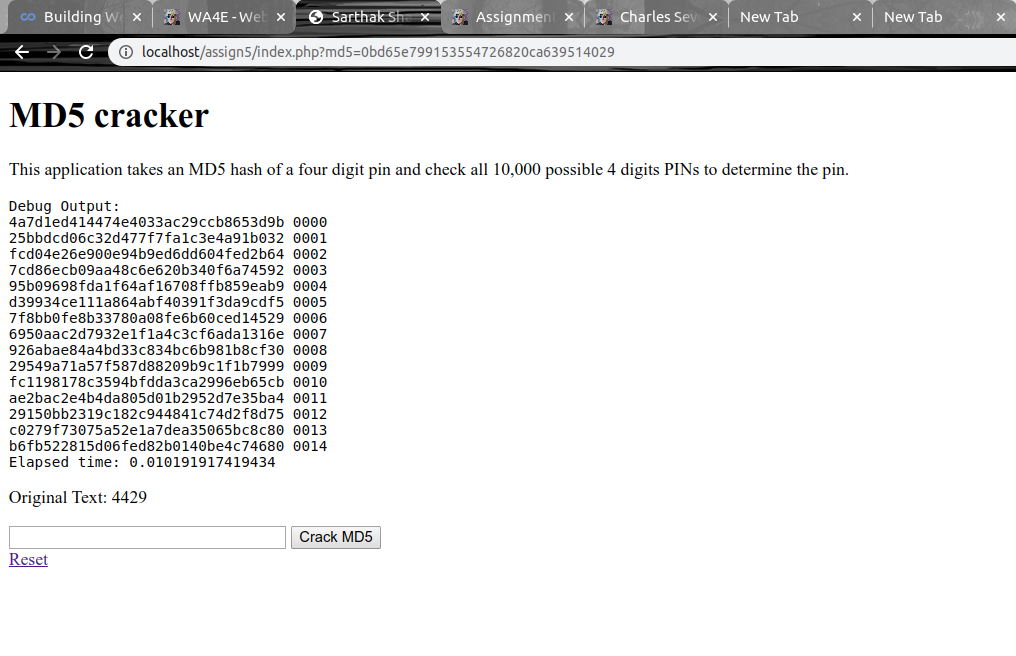 Building We
WA4E - Web
Sarthak Sha
Assignment
Charles Sev
New Tab
New Tab
localhost/assign5/index.php?md5=0bd65e799153554726820ca639514029
MD5 cracker
This application takes an MD5 hash of a four digit pin and check all 10,000 possible 4 digits PINs to determine the pin.
Debug Output:
4a7d1ed414474e4033ac29ccb8653d9b 0000
25bbdcd06c32d477f7fa1c3e4a91b032 0001
fcd04e26e900e94b9ed6dd604fed2b64 0002
7cd86ecb09aa48c6e620b340f6a74592 0003
95b09698fda1f64af16708ffb859eab9 0004
d39934ce111a864abf40391f3da9cdf5 0005
7f8bb0fe8b33780a08fe6b60ced14529 0006
6950aac2d7932e1f1a4c3cf6ada1316e 0007
926abae84a4bd33c834bc6b981b8cf30 0008
29549a71a57f587d88209b9c1f1b7999 0009
fc1198178c3594bfdda3ca2996eb65cb 0010
ae2bac2e4b4da805d01b2952d7e35ba4 0011
29150bb2319c182c944841c74d2f8d75 0012
c0279f73075a52e1a7dea35065bc8c80 0013
b6fb522815d06fed82b0140be4c74680 0014
Elapsed time: 0.010191917419434
Original Text: 4429
Crack MD5
Reset